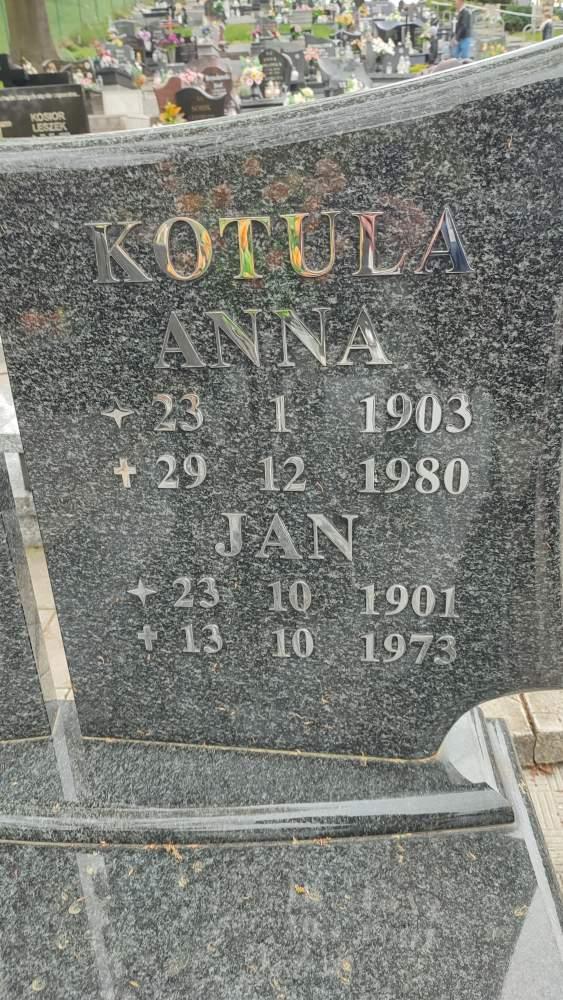 KOSIOR
LESZEK
KOTULA
ANNA
✧ 23 1 1903
✝ 29 12 1980
JAN
✧ 23 10 1901
✝ 13 10 1973